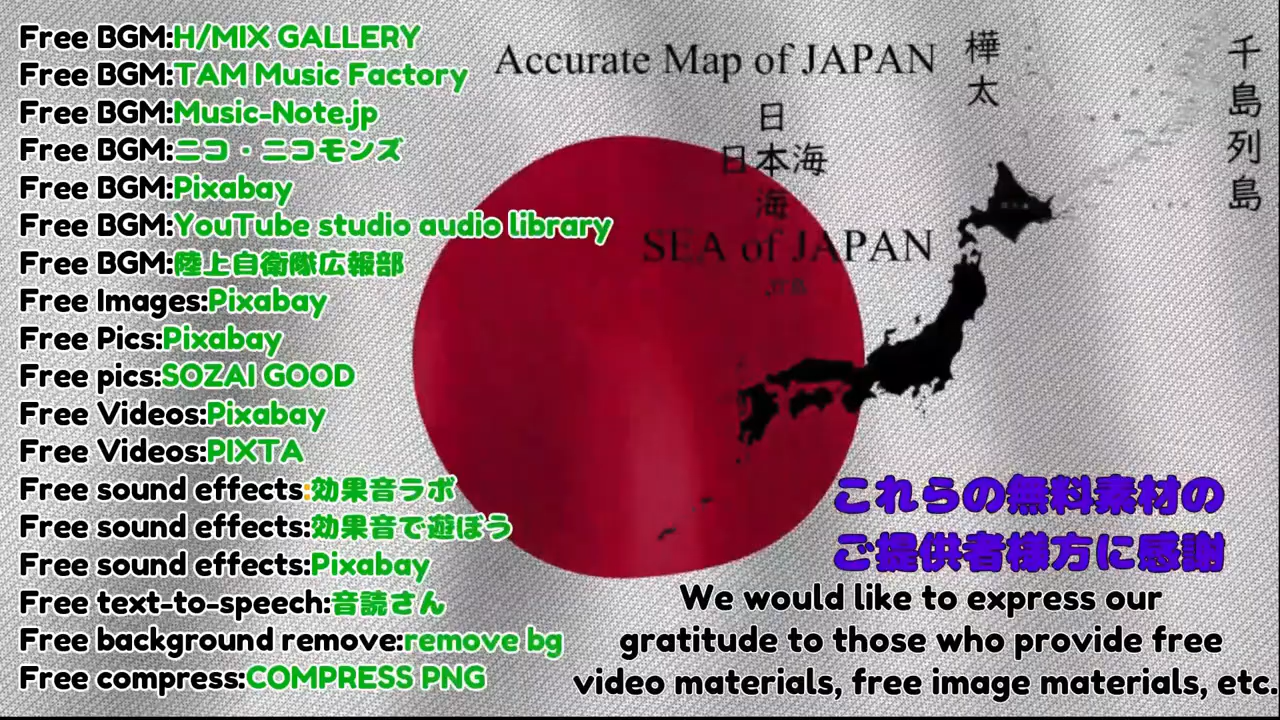 Free BGM:H/MIX GALLERY
Free BGM:TAM Music Factory
Free BGM:Music-Note.jp
Free BGM:ニコ・ニコモンズ
Free BGM:Pixabay
Free BGM:YouTube studio audio library
Free BGM:陸上自衛隊広報部
Free Images:Pixabay
Free Pics:Pixabay
Free pics:SOZAI GOOD
Free Videos:Pixabay
Free Videos:PIXTA
Free sound effects:効果音ラボ
Free sound effects:効果音で遊ぼう
Free sound effects:Pixabay
Free text-to-speech:音読さん
Free background remove:remove bg
Free compress:COMPRESS PNG
Accurate Map of JAPAN
樺太
千島列島
日
日本海
海
SEA of JAPAN
これらの無料素材の
ご提供者様方に感謝
We would like to express our
gratitude to those who provide free
video materials, free image materials, etc.